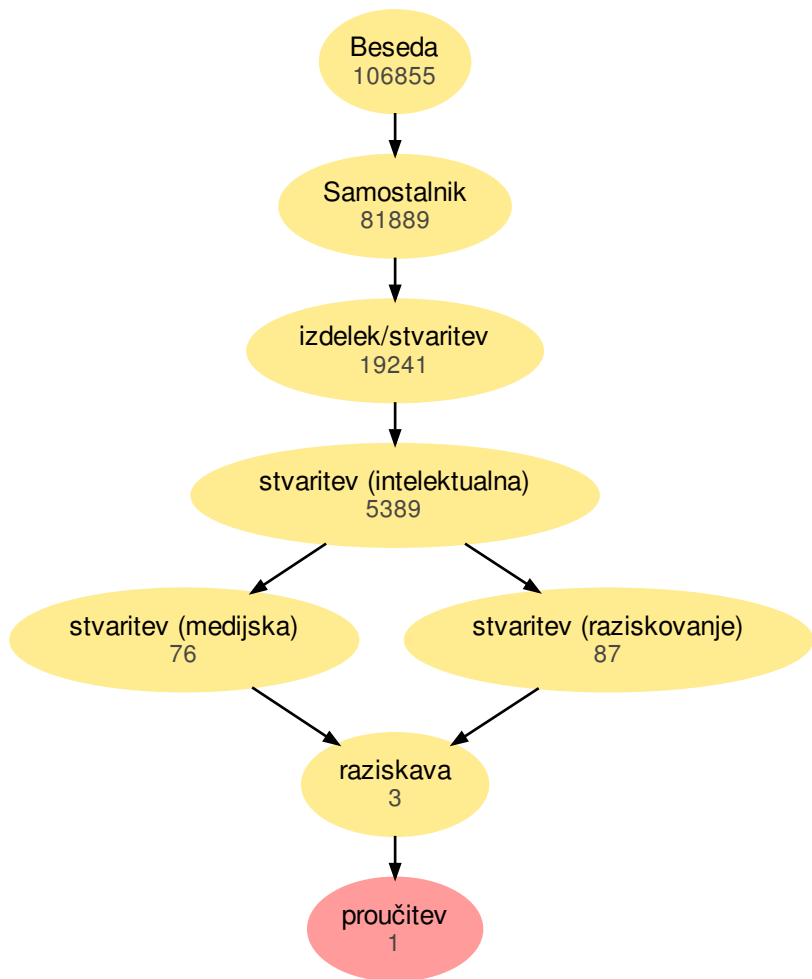 Beseda
106855
Samostalnik
81889
izdelek/stvaritev
19241
stvaritev (intelektualna)
5389
stvaritev (medijska)
76
stvaritev (raziskovanje)
87
raziskava
3
proučitev
1